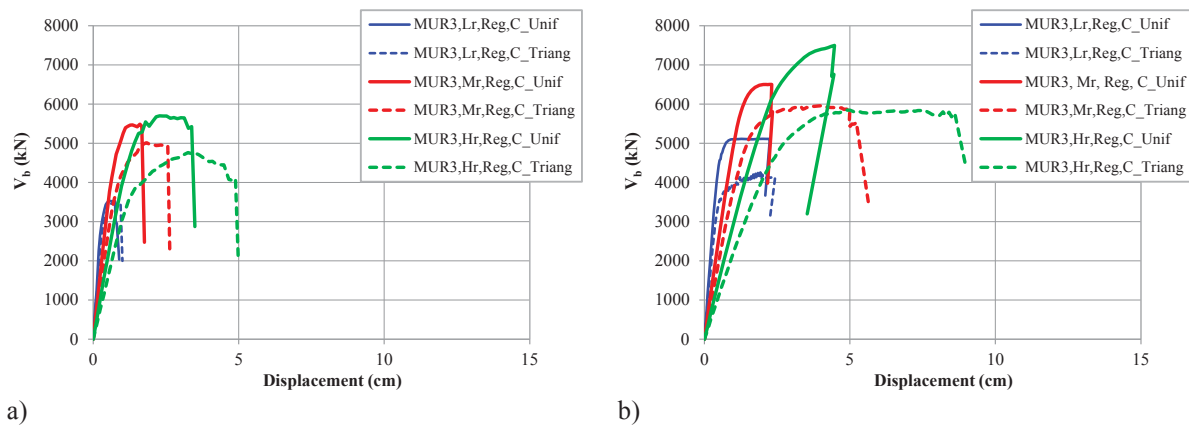 8000
7000
6000
5000
4000
3000
2000
1000
0
V_b (kN)
0 5 10 15
Displacement (cm)
MUR3,Lr,Reg,C_Unif
MUR3,Lr,Reg,C_Triang
MUR3,Mr,Reg,C_Unif
MUR3,Mr,Reg,C_Triang
MUR3,Hr,Reg,C_Unif
MUR3,Hr,Reg,C_Triang
a)
8000
7000
6000
5000
4000
3000
2000
1000
0
V_b (kN)
0 5 10 15
Displacement (cm)
MUR3,Lr,Reg,C_Unif
MUR3,Lr,Reg,C_Triang
MUR3, Mr, Reg, C_Unif
MUR3,Mr,Reg,C_Triang
MUR3,Hr,Reg,C_Unif
MUR3,Hr,Reg,C_Triang
b)